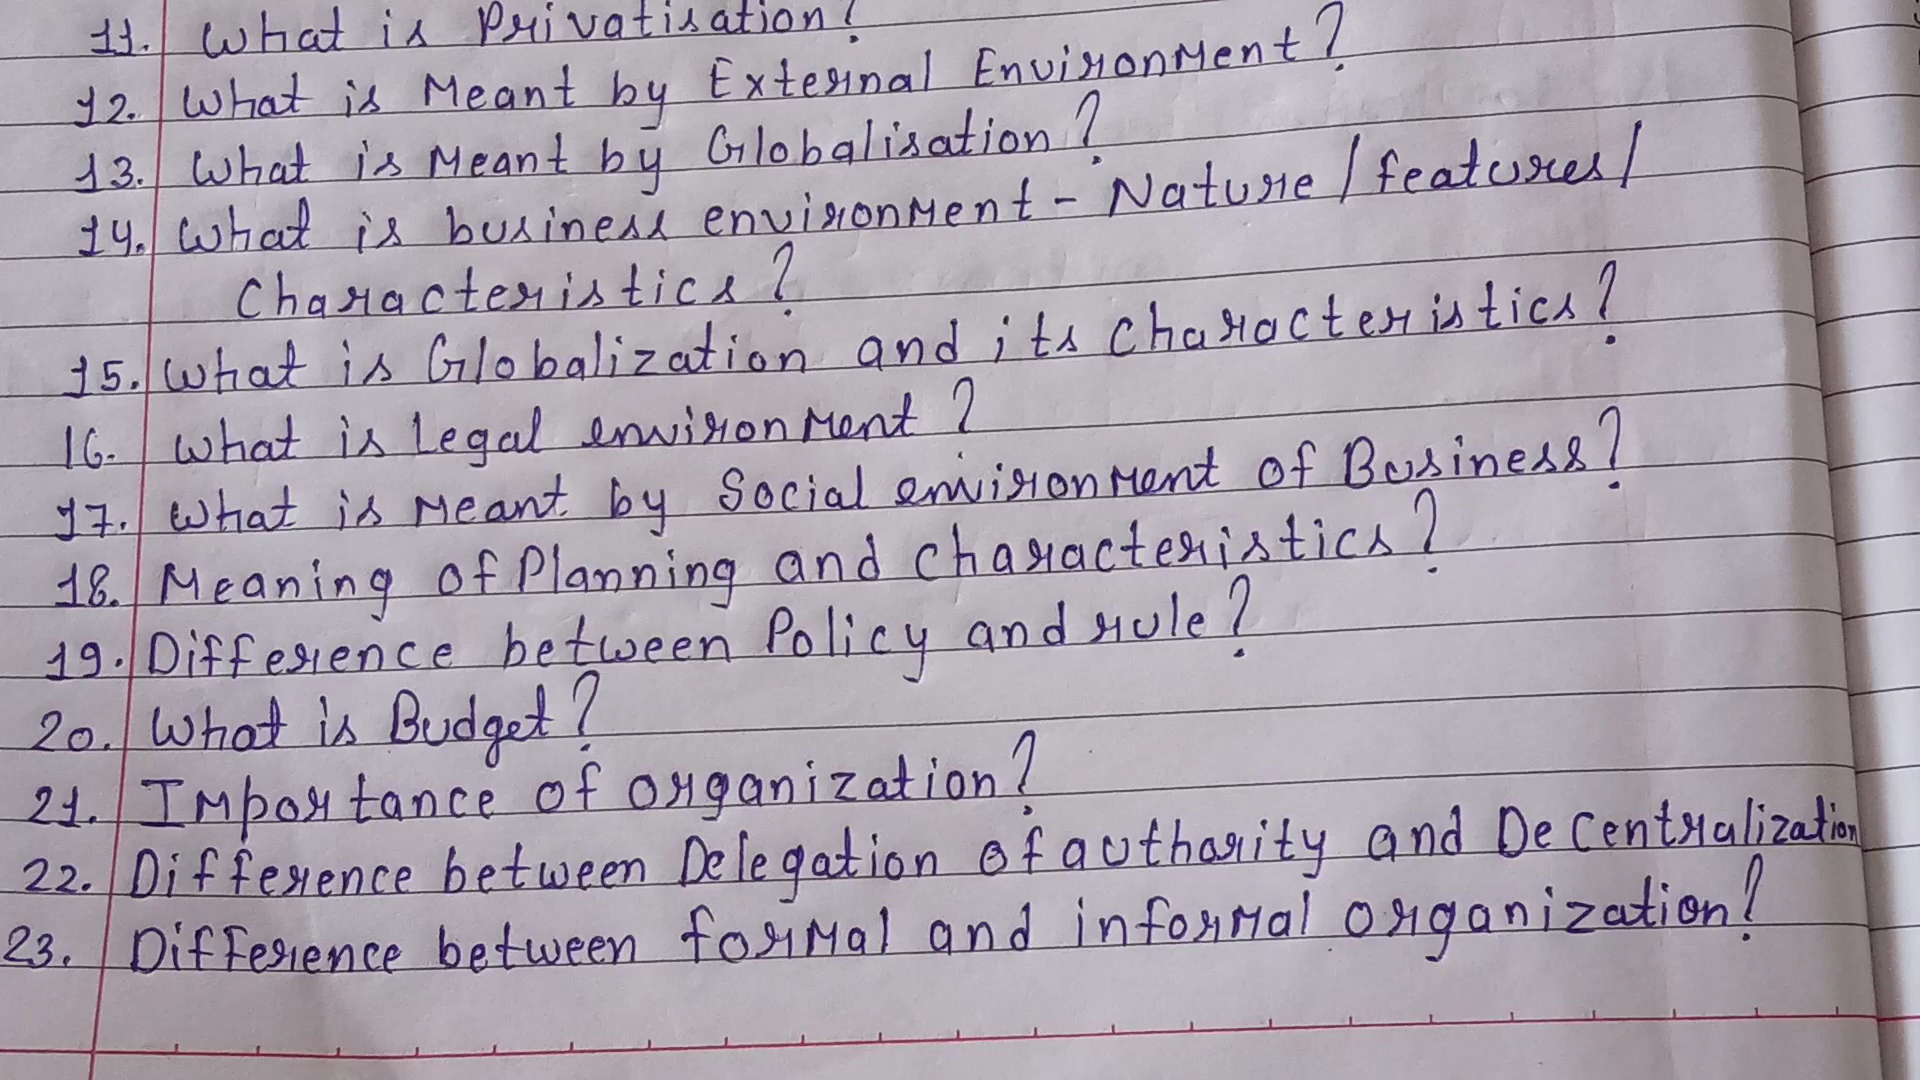 11. What is Privatisation?
12. What is Meant by External Environment?
13. What is Meant by Globalisation?
14. What is business environment - Nature / features /
Characteristics?
15. What is Globalization and its characteristics?
16. What is Legal environment?
17. What is Meant by Social environment of Business?
18. Meaning of Planning and characteristics?
19. Difference between Policy and rule?
20. What is Budget?
21. Importance of organization?
22. Difference between Delegation of authority and DeCentralization
23. Difference between formal and informal organization?